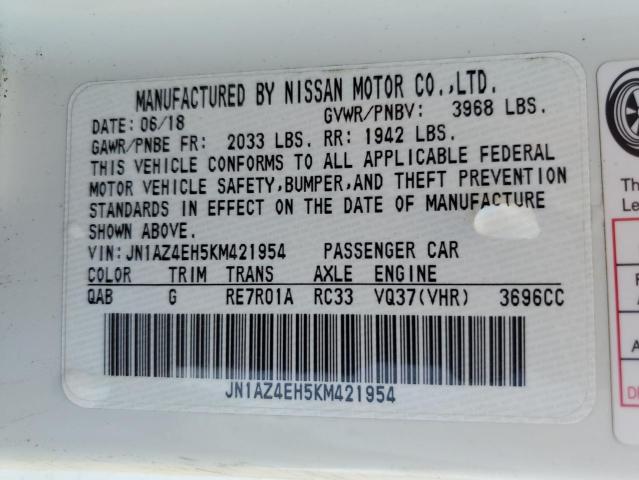 MANUFACTURED BY NISSAN MOTOR CO.,LTD.
DATE: 06/18 GVWR/PNBV: 3968 LBS.
GAWR/PNBE FR: 2033 LBS. RR: 1942 LBS.
THIS VEHICLE CONFORMS TO ALL APPLICABLE FEDERAL
MOTOR VEHICLE SAFETY,BUMPER,AND THEFT PREVENTION
STANDARDS IN EFFECT ON THE DATE OF MANUFACTURE
SHOWN ABOVE.
VIN:JN1AZ4EH5KM421954 PASSENGER CAR
COLOR TRIM TRANS AXLE ENGINE
QAB G RE7R01A RC33 VQ37(VHR) 3696CC
JN1AZ4EH5KM421954